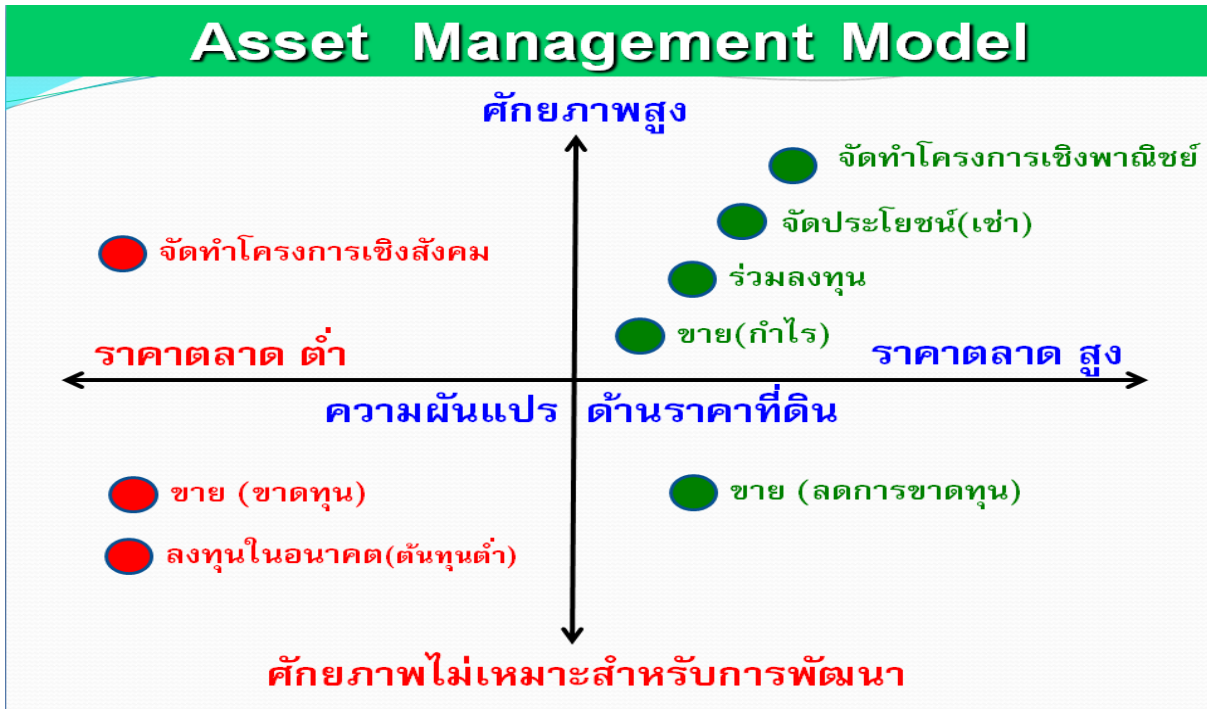 Asset Management Model
ศักยภาพสูง
จัดทำโครงการเชิงพาณิชย์
จัดประโยชน์(เช่า)
จัดทำโครงการเชิงสังคม
ร่วมลงทุน
ขาย(กำไร)
ราคาตลาด ต่ำ
ราคาตลาด สูง
ความผันแปร ด้านราคาที่ดิน
ขาย (ขาดทุน)
ขาย (ลดการขาดทุน)
ลงทุนในอนาคต(ต้นทุนต่ำ)
ศักยภาพไม่เหมาะสำหรับการพัฒนา